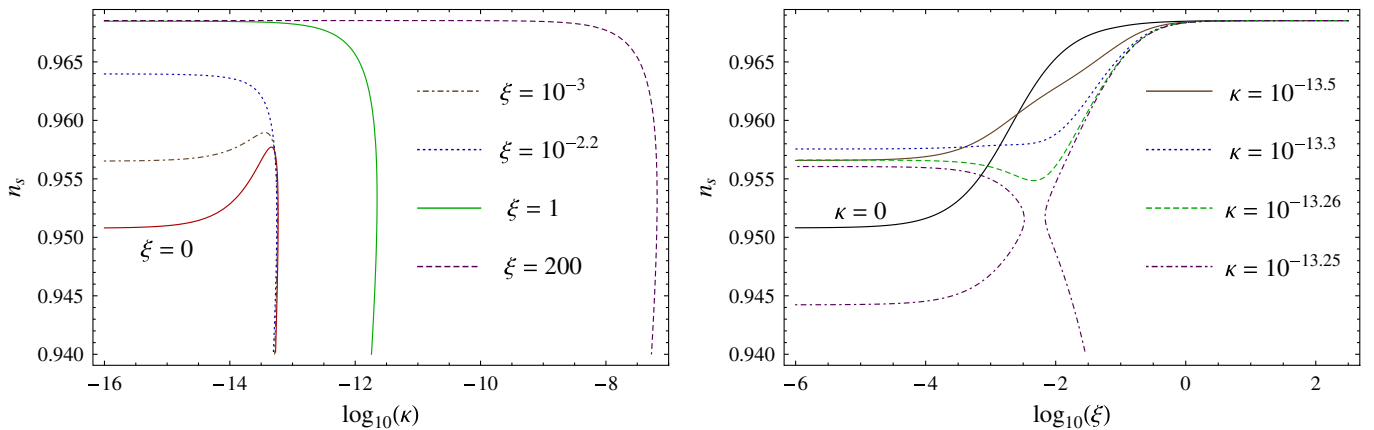 0.965
0.960
0.955
0.950
0.945
0.940
n_s
−16
−14
−12
−10
−8
log₁₀(κ)
ξ = 10⁻³
ξ = 10⁻²·²
ξ = 1
ξ = 200
ξ = 0
0.965
0.960
0.955
0.950
0.945
0.940
n_s
−6
−4
−2
0
2
log₁₀(ξ)
κ = 10⁻¹³·⁵
κ = 10⁻¹³·³
κ = 10⁻¹³·²⁶
κ = 10⁻¹³·²⁵
κ = 0